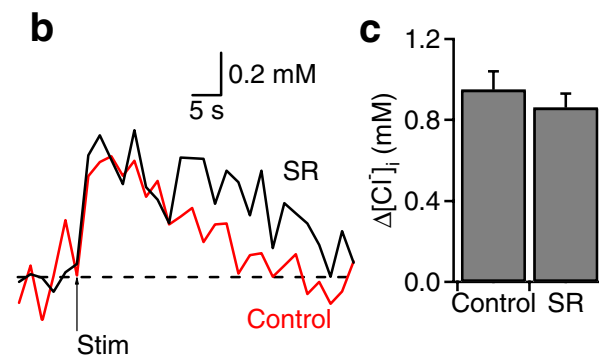 b
0.2 mM
5 s
SR
Control
Stim
c
Δ[Cl⁻]ᵢ (mM)
1.2
0.8
0.4
0.0
Control SR